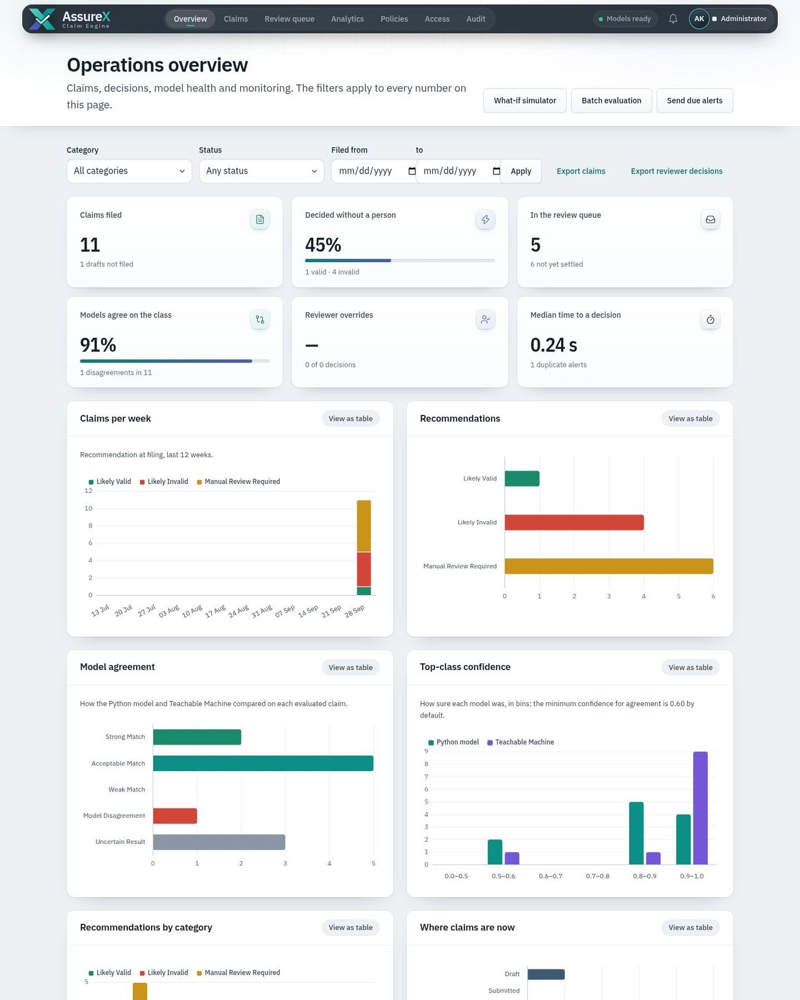 AssureX
Claim Engine
Overview
Claims
Review queue
Analytics
Policies
Access
Audit
Models ready
AK
Administrator
Operations overview
Claims, decisions, model health and monitoring. The filters apply to every number on
this page.
What-if simulator
Batch evaluation
Send due alerts
Category
Status
Filed from
to
All categories
Any status
mm/dd/yyyy
mm/dd/yyyy
Apply
Export claims
Export reviewer decisions
Claims filed
11
1 drafts not filed
Decided without a person
45%
1 valid · 4 invalid
In the review queue
5
6 not yet settled
Models agree on the class
91%
1 disagreements in 11
Reviewer overrides
—
0 of 0 decisions
Median time to a decision
0.24 s
1 duplicate alerts
Claims per week
View as table
Recommendation at filing, last 12 weeks.
Likely Valid
Likely Invalid
Manual Review Required
12
10
8
6
4
2
0
13 Jul
20 Jul
27 Jul
03 Aug
10 Aug
17 Aug
24 Aug
31 Aug
07 Sep
14 Sep
21 Sep
28 Sep
Recommendations
View as table
Likely Valid
Likely Invalid
Manual Review Required
0 1 2 3 4 5 6
Model agreement
View as table
How the Python model and Teachable Machine compared on each evaluated claim.
Strong Match
Acceptable Match
Weak Match
Model Disagreement
Uncertain Result
0 1 2 3 4 5
Top-class confidence
View as table
How sure each model was, in bins; the minimum confidence for agreement is 0.60 by
default.
Python model
Teachable Machine
9
8
7
6
5
4
3
2
1
0
0.0–0.5
0.5–0.6
0.6–0.7
0.7–0.8
0.8–0.9
0.9–1.0
Recommendations by category
View as table
Likely Valid
Likely Invalid
Manual Review Required
5
Where claims are now
View as table
Draft
Submitted